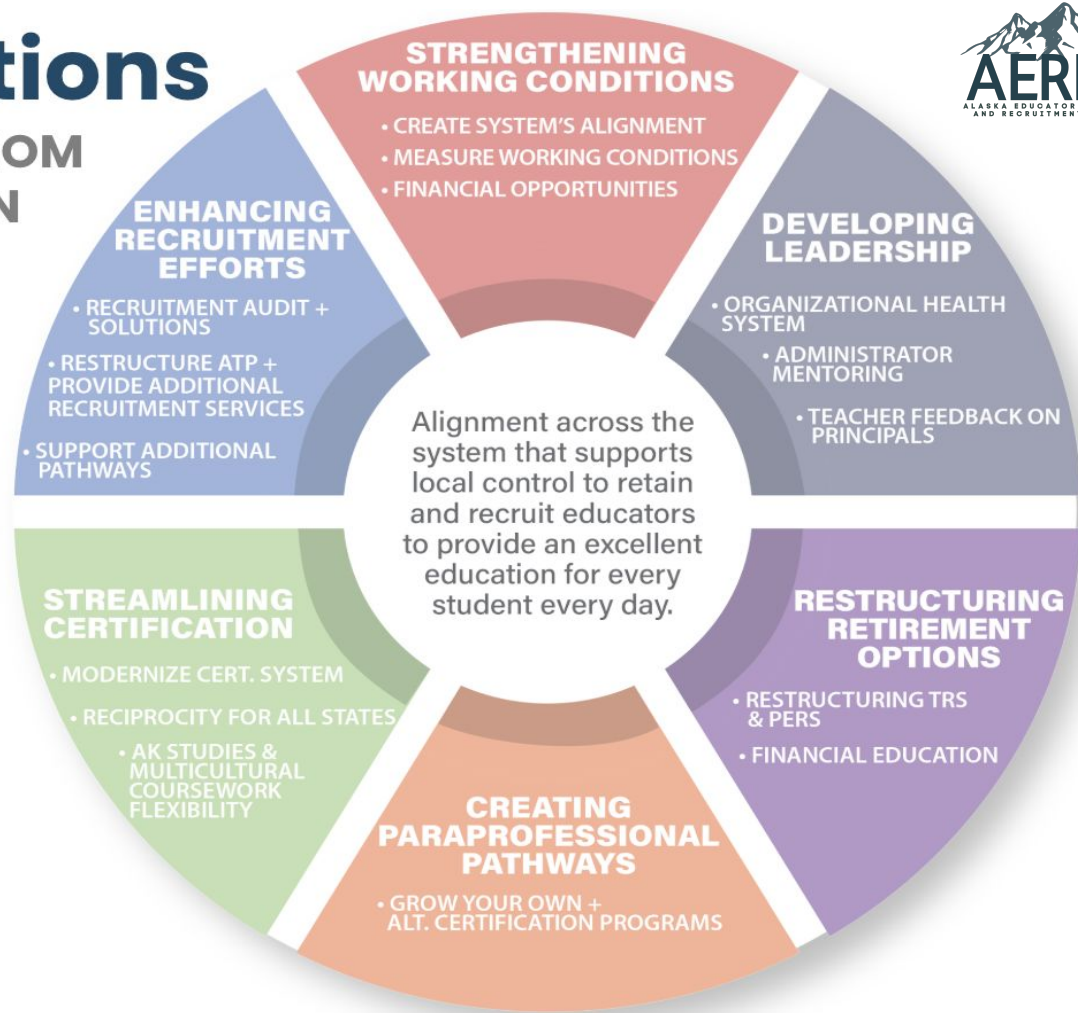 tions
OM
N
AER
ALASKA EDUCATOR
AND RECRUITMEN
STRENGTHENING
WORKING CONDITIONS
• CREATE SYSTEM'S ALIGNMENT
• MEASURE WORKING CONDITIONS
• FINANCIAL OPPORTUNITIES
DEVELOPING
LEADERSHIP
• ORGANIZATIONAL HEALTH
SYSTEM
• ADMINISTRATOR
MENTORING
• TEACHER FEEDBACK ON
PRINCIPALS
RESTRUCTURING
RETIREMENT
OPTIONS
• RESTRUCTURING TRS
& PERS
• FINANCIAL EDUCATION
CREATING
PARAPROFESSIONAL
PATHWAYS
• GROW YOUR OWN +
ALT. CERTIFICATION PROGRAMS
STREAMLINING
CERTIFICATION
• MODERNIZE CERT. SYSTEM
• RECIPROCITY FOR ALL STATES
• AK STUDIES &
MULTICULTURAL
COURSEWORK
FLEXIBILITY
ENHANCING
RECRUITMENT
EFFORTS
• RECRUITMENT AUDIT +
SOLUTIONS
• RESTRUCTURE ATP +
PROVIDE ADDITIONAL
RECRUITMENT SERVICES
• SUPPORT ADDITIONAL
PATHWAYS
Alignment across the
system that supports
local control to retain
and recruit educators
to provide an excellent
education for every
student every day.